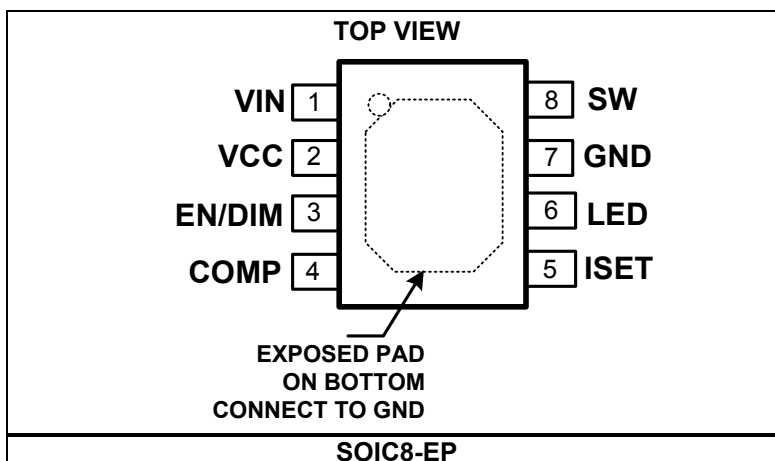 TOP VIEW
VIN 1
8 SW
VCC 2
7 GND
EN/DIM 3
6 LED
COMP 4
5 ISET
EXPOSED PAD
ON BOTTOM
CONNECT TO GND
SOIC8-EP